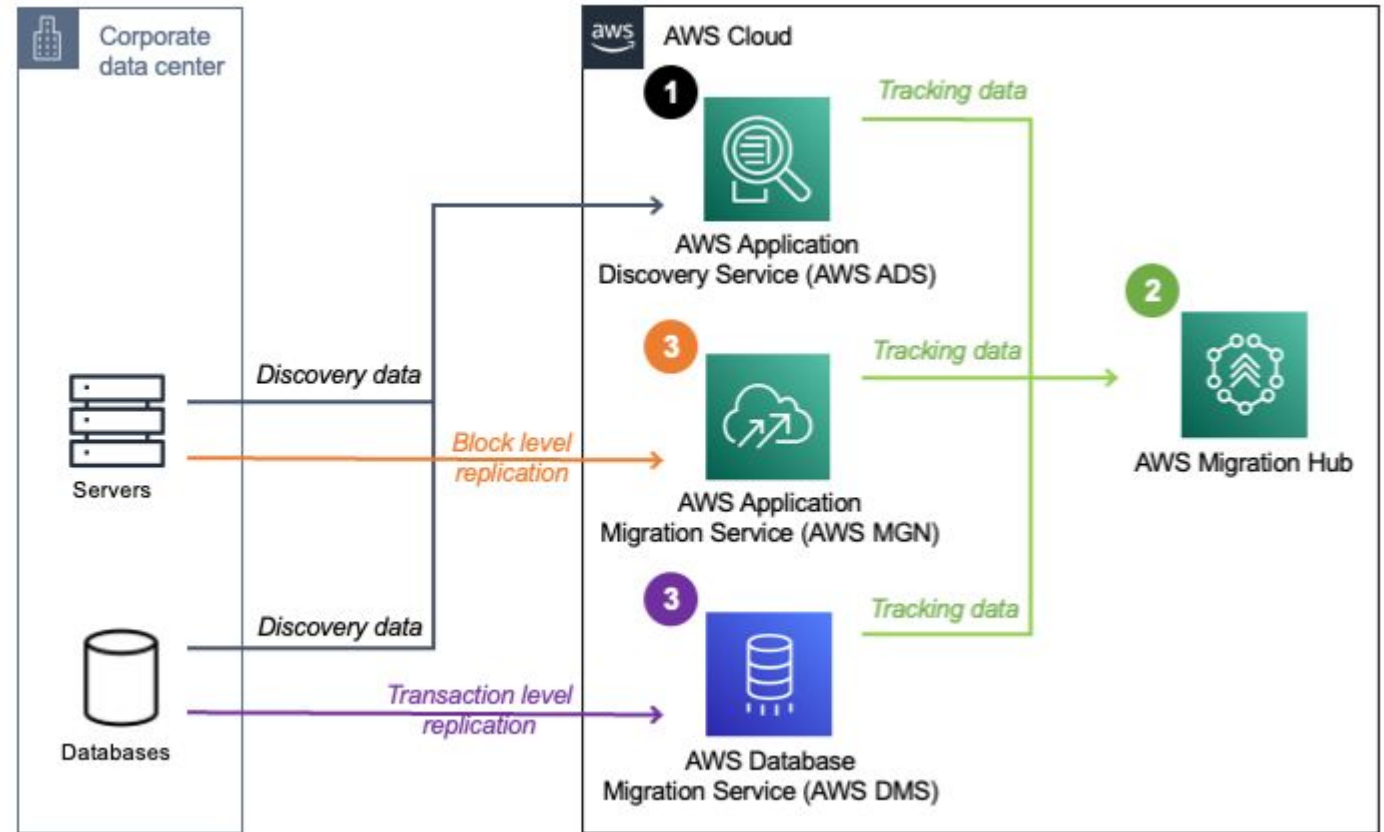 Corporate
data center
aws
AWS Cloud
1
Tracking data
AWS Application
Discovery Service (AWS ADS)
2
3
Tracking data
Discovery data
Block level
replication
Servers
AWS Migration Hub
AWS Application
Migration Service (AWS MGN)
3
Tracking data
Discovery data
Transaction level
replication
Databases
AWS Database
Migration Service (AWS DMS)